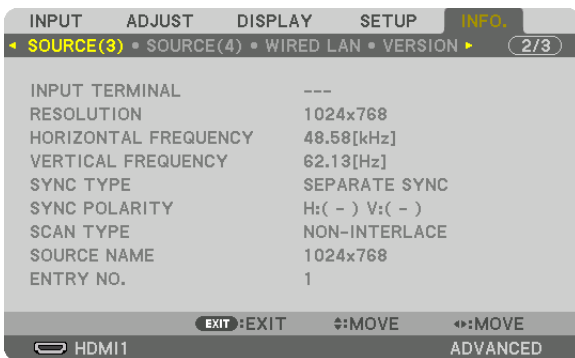 INPUT ADJUST DISPLAY SETUP INFO.
◂ SOURCE(3) • SOURCE(4) • WIRED LAN • VERSION ▸ 2/3
INPUT TERMINAL ---
RESOLUTION 1024x768
HORIZONTAL FREQUENCY 48.58[kHz]
VERTICAL FREQUENCY 62.13[Hz]
SYNC TYPE SEPARATE SYNC
SYNC POLARITY H:( - ) V:( - )
SCAN TYPE NON-INTERLACE
SOURCE NAME 1024x768
ENTRY NO. 1
EXIT :EXIT :MOVE :MOVE
HDMI1 ADVANCED